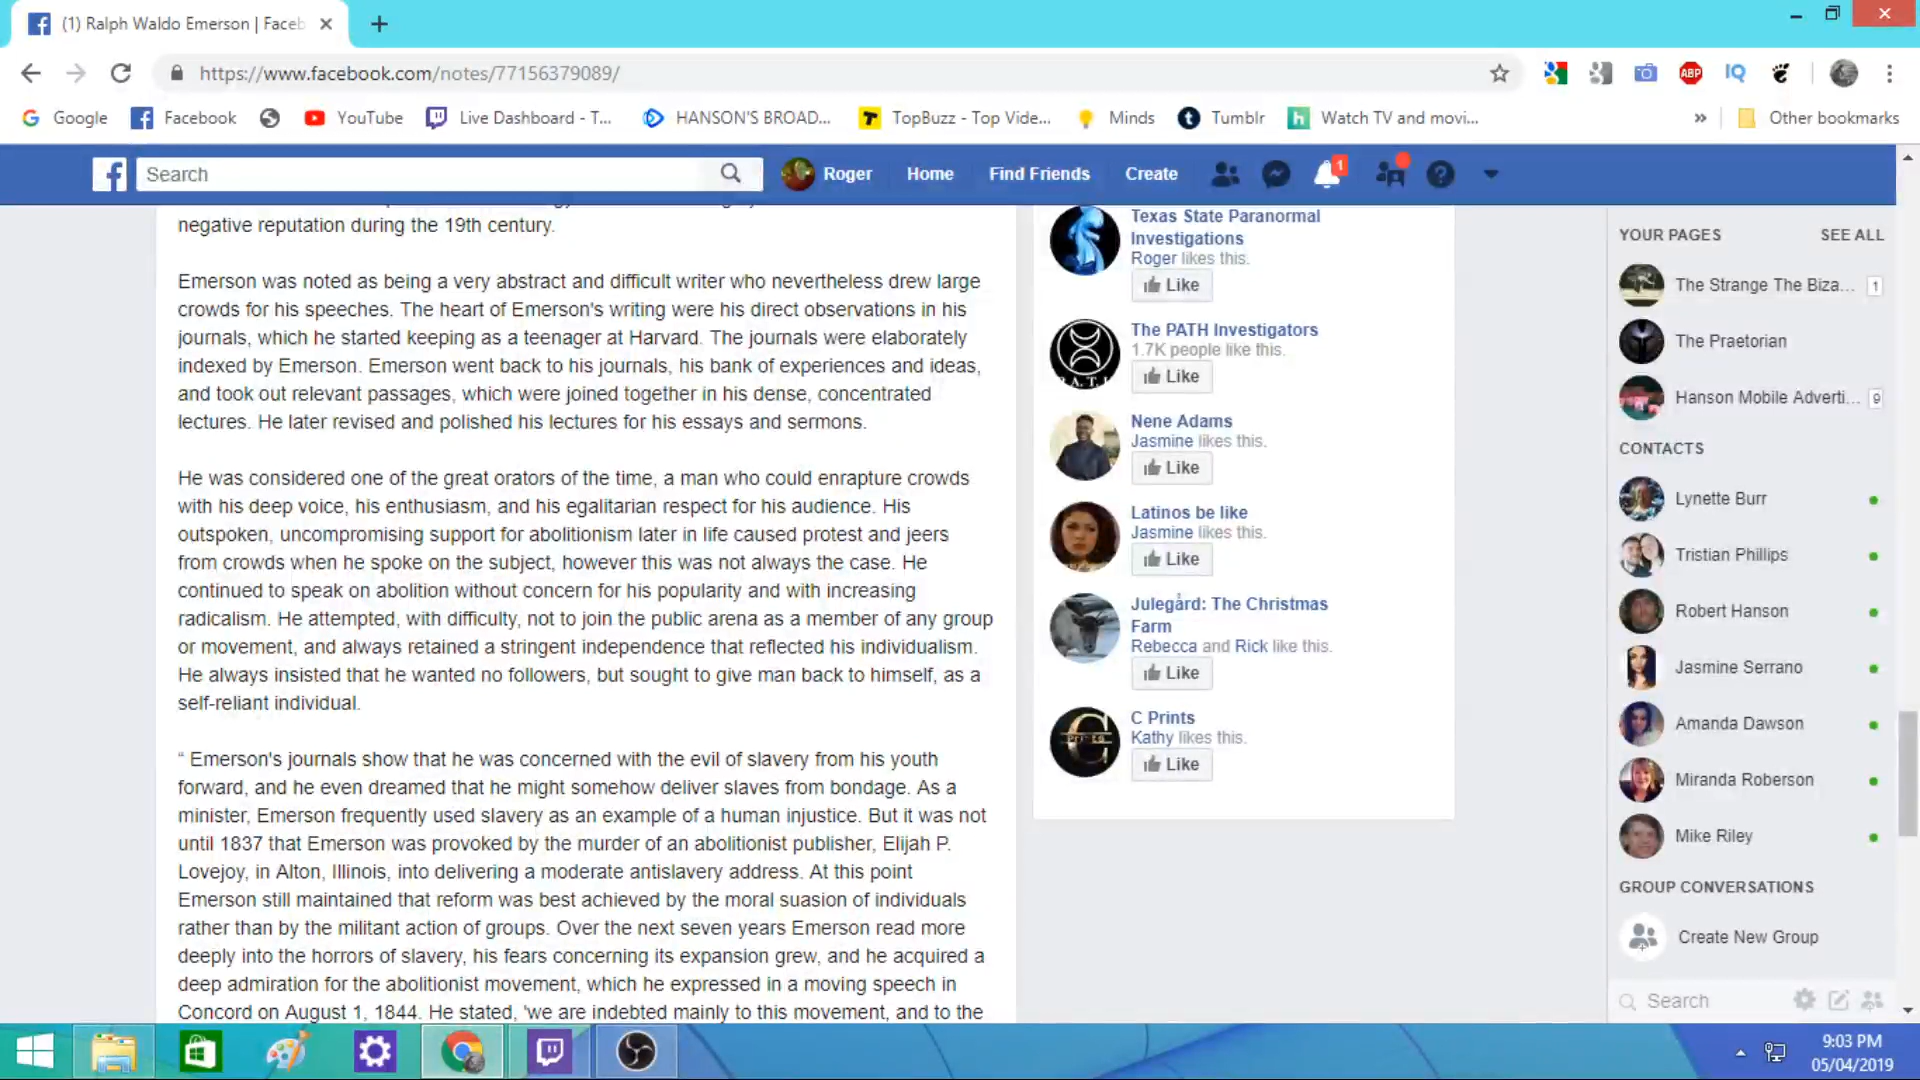 (1) Ralph Waldo Emerson | Faceb
https://www.facebook.com/notes/77156379089/
ABP
IQ
Google
Facebook
YouTube
Live Dashboard - T...
HANSON'S BROAD...
TopBuzz - Top Vide...
Minds
Tumblr
Watch TV and movi...
»
Other bookmarks
Search
Roger
Home
Find Friends
Create
1
negative reputation during the 19th century.
Emerson was noted as being a very abstract and difficult writer who nevertheless drew large
crowds for his speeches. The heart of Emerson's writing were his direct observations in his
journals, which he started keeping as a teenager at Harvard. The journals were elaborately
indexed by Emerson. Emerson went back to his journals, his bank of experiences and ideas,
and took out relevant passages, which were joined together in his dense, concentrated
lectures. He later revised and polished his lectures for his essays and sermons.
He was considered one of the great orators of the time, a man who could enrapture crowds
with his deep voice, his enthusiasm, and his egalitarian respect for his audience. His
outspoken, uncompromising support for abolitionism later in life caused protest and jeers
from crowds when he spoke on the subject, however this was not always the case. He
continued to speak on abolition without concern for his popularity and with increasing
radicalism. He attempted, with difficulty, not to join the public arena as a member of any group
or movement, and always retained a stringent independence that reflected his individualism.
He always insisted that he wanted no followers, but sought to give man back to himself, as a
self-reliant individual.
“ Emerson's journals show that he was concerned with the evil of slavery from his youth
forward, and he even dreamed that he might somehow deliver slaves from bondage. As a
minister, Emerson frequently used slavery as an example of a human injustice. But it was not
until 1837 that Emerson was provoked by the murder of an abolitionist publisher, Elijah P.
Lovejoy, in Alton, Illinois, into delivering a moderate antislavery address. At this point
Emerson still maintained that reform was best achieved by the moral suasion of individuals
rather than by the militant action of groups. Over the next seven years Emerson read more
deeply into the horrors of slavery, his fears concerning its expansion grew, and he acquired a
deep admiration for the abolitionist movement, which he expressed in a moving speech in
Concord on August 1, 1844. He stated, 'we are indebted mainly to this movement, and to the
Texas State Paranormal
Investigations
Roger likes this.
Like
The PATH Investigators
1.7K people like this.
Like
Nene Adams
Jasmine likes this.
Like
Latinos be like
Jasmine likes this.
Like
Julegård: The Christmas
Farm
Rebecca and Rick like this.
Like
C Prints
Kathy likes this.
Like
YOUR PAGES
SEE ALL
The Strange The Biza...
1
The Praetorian
Hanson Mobile Adverti...
9
CONTACTS
Lynette Burr
Tristian Phillips
Robert Hanson
Jasmine Serrano
Amanda Dawson
Miranda Roberson
Mike Riley
GROUP CONVERSATIONS
Create New Group
Search
9:03 PM
05/04/2019